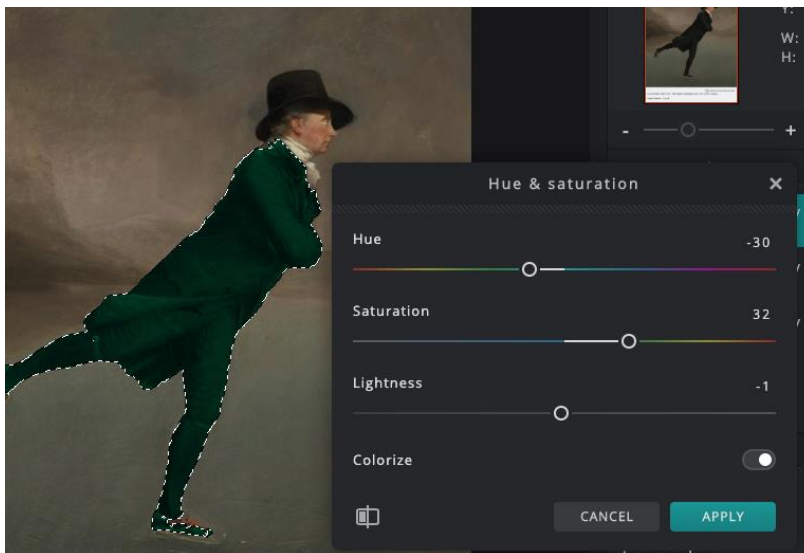 Y:
W:
H:
- +
Hue & saturation ×
Hue -30
Saturation 32
Lightness -1
Colorize
CANCEL APPLY